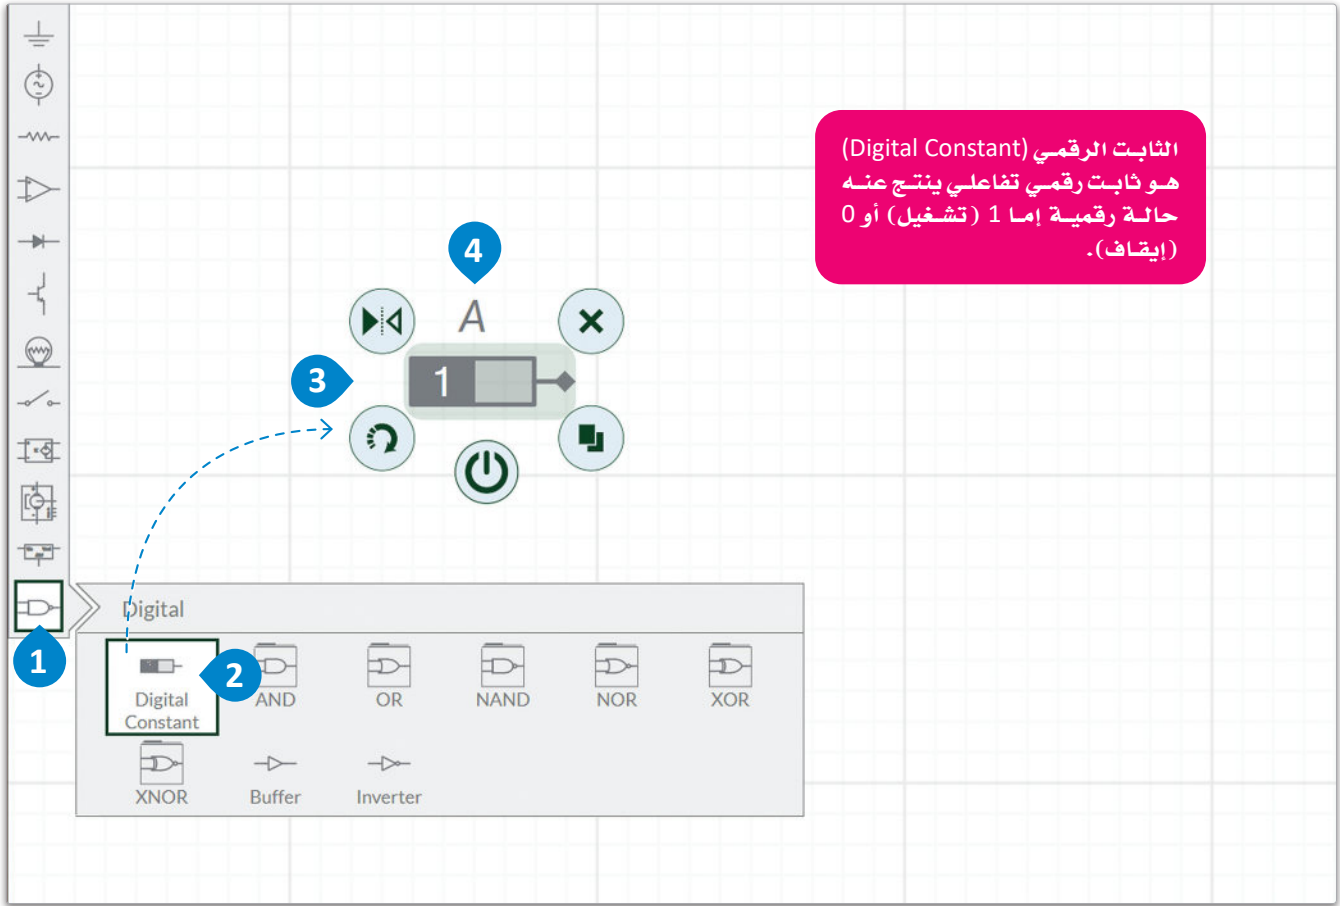 الثابت الرقمي (Digital Constant)
هو ثابت رقمي تفاعلي ينتج عنه
حالة رقمية إما 1 (تشغيل) أو 0
(إيقاف).
4
A
3
1
Digital
1
2
Digital
Constant
AND
OR
NAND
NOR
XOR
XNOR
Buffer
Inverter